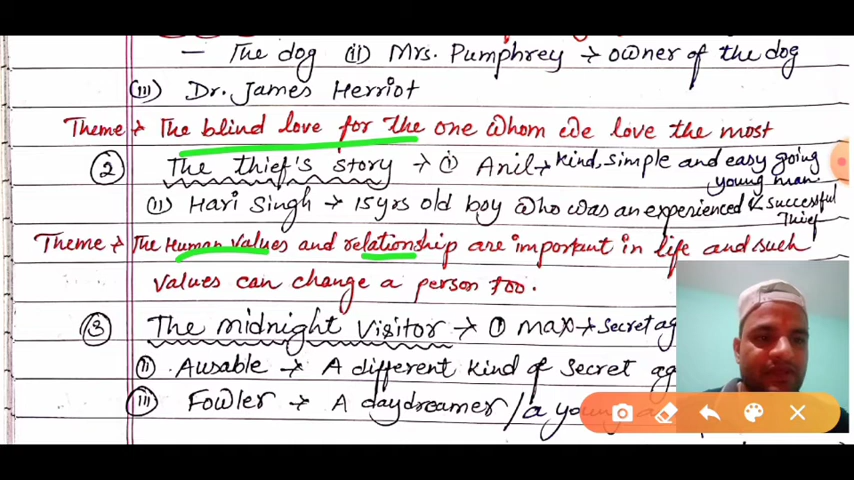 — The dog (ii) Mrs. Pumphrey → owner of the dog
(iii) Dr. James Herriot
Theme → The blind love for the one whom we love the most
(2) The thief's story → (i) Anil → kind, simple and easy going young man.
(ii) Hari Singh → 15yrs old boy who was an experienced & successful Thief
Theme → The Human values and relationship are important in life and such
values can change a person too.
(3) The midnight visitor → (i) max → secret ag
(ii) Ausable → A different kind of secret ag
(iii) Fowler → A daydreamer / a young a